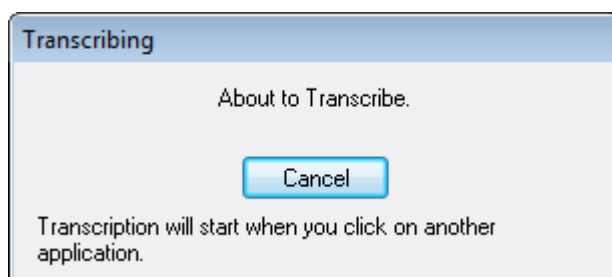 Transcribing
About to Transcribe.
Cancel
Transcription will start when you click on another
application.